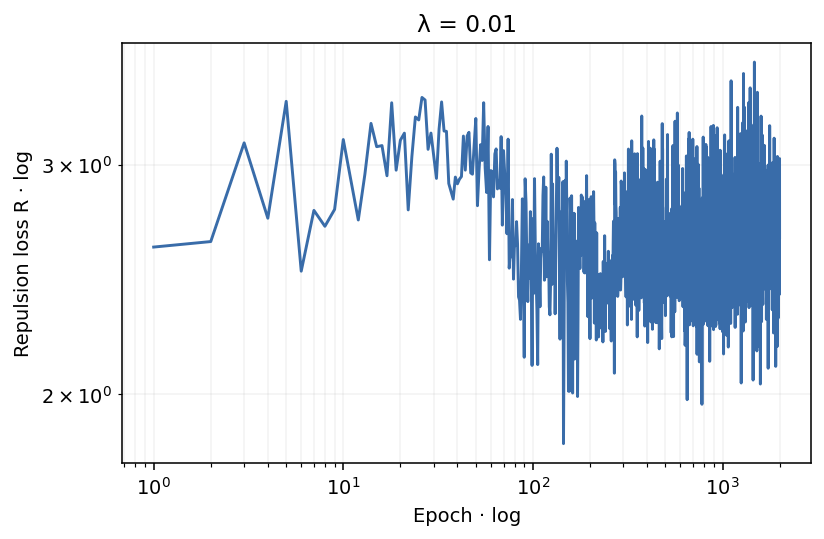 λ = 0.01
Repulsion loss R · log
3 × 10⁰
2 × 10⁰
10⁰ 10¹ 10² 10³
Epoch · log